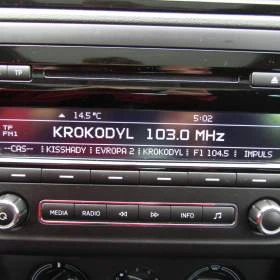 TP
14.5 °C 5:02
TP
FM1
KROKODYL 103.0 MHz
--CAS-- KISSHADY EVROPA 2 KROKODYL F1 104.5 IMPULS
MEDIA RADIO INFO